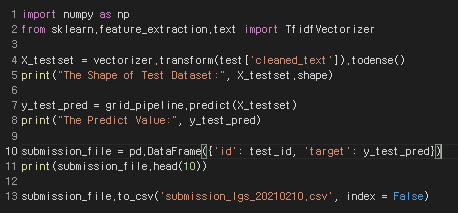 1 import numpy as np
2 from sklearn.feature_extraction.text import TfidfVectorizer
3
4 X_testset = vectorizer.transform(test['cleaned_text']).todense()
5 print("The Shape of Test Dataset:", X_testset.shape)
6
7 y_test_pred = grid_pipeline.predict(X_testset)
8 print("The Predict Value:", y_test_pred)
9
10 submission_file = pd.DataFrame({'id': test_id, 'target': y_test_pred})
11 print(submission_file.head(10))
12
13 submission_file.to_csv('submission_lgs_20210210.csv', index = False)